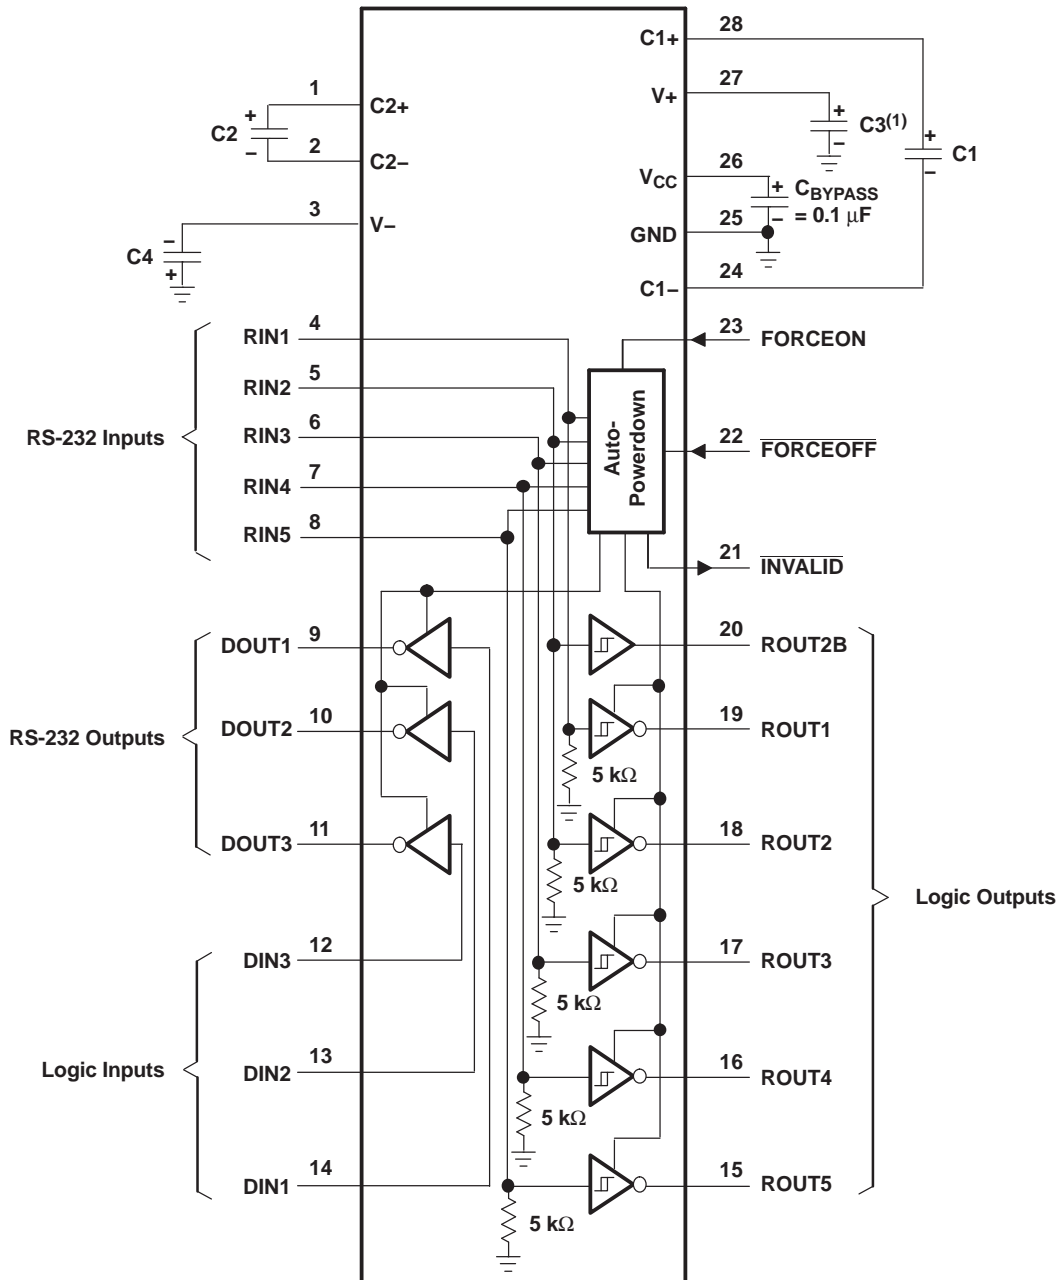 28
C1+
27
V+
+
C3(1)
–
+
C1
–
1
C2+
+
C2
–
2
C2–
26
VCC
+
CBYPASS
= 0.1 μF
–
25
GND
3
V–
–
C4
+
24
C1–
RS-232 Inputs
RIN1
4
RIN2
5
RIN3
6
RIN4
7
RIN5
8
Auto-
Powerdown
23
FORCEON
22
FORCEOFF
21
INVALID
RS-232 Outputs
DOUT1
9
DOUT2
10
DOUT3
11
20
ROUT2B
19
ROUT1
5 kΩ
18
ROUT2
5 kΩ
Logic Outputs
17
ROUT3
5 kΩ
16
ROUT4
5 kΩ
15
ROUT5
5 kΩ
Logic Inputs
DIN3
12
DIN2
13
DIN1
14